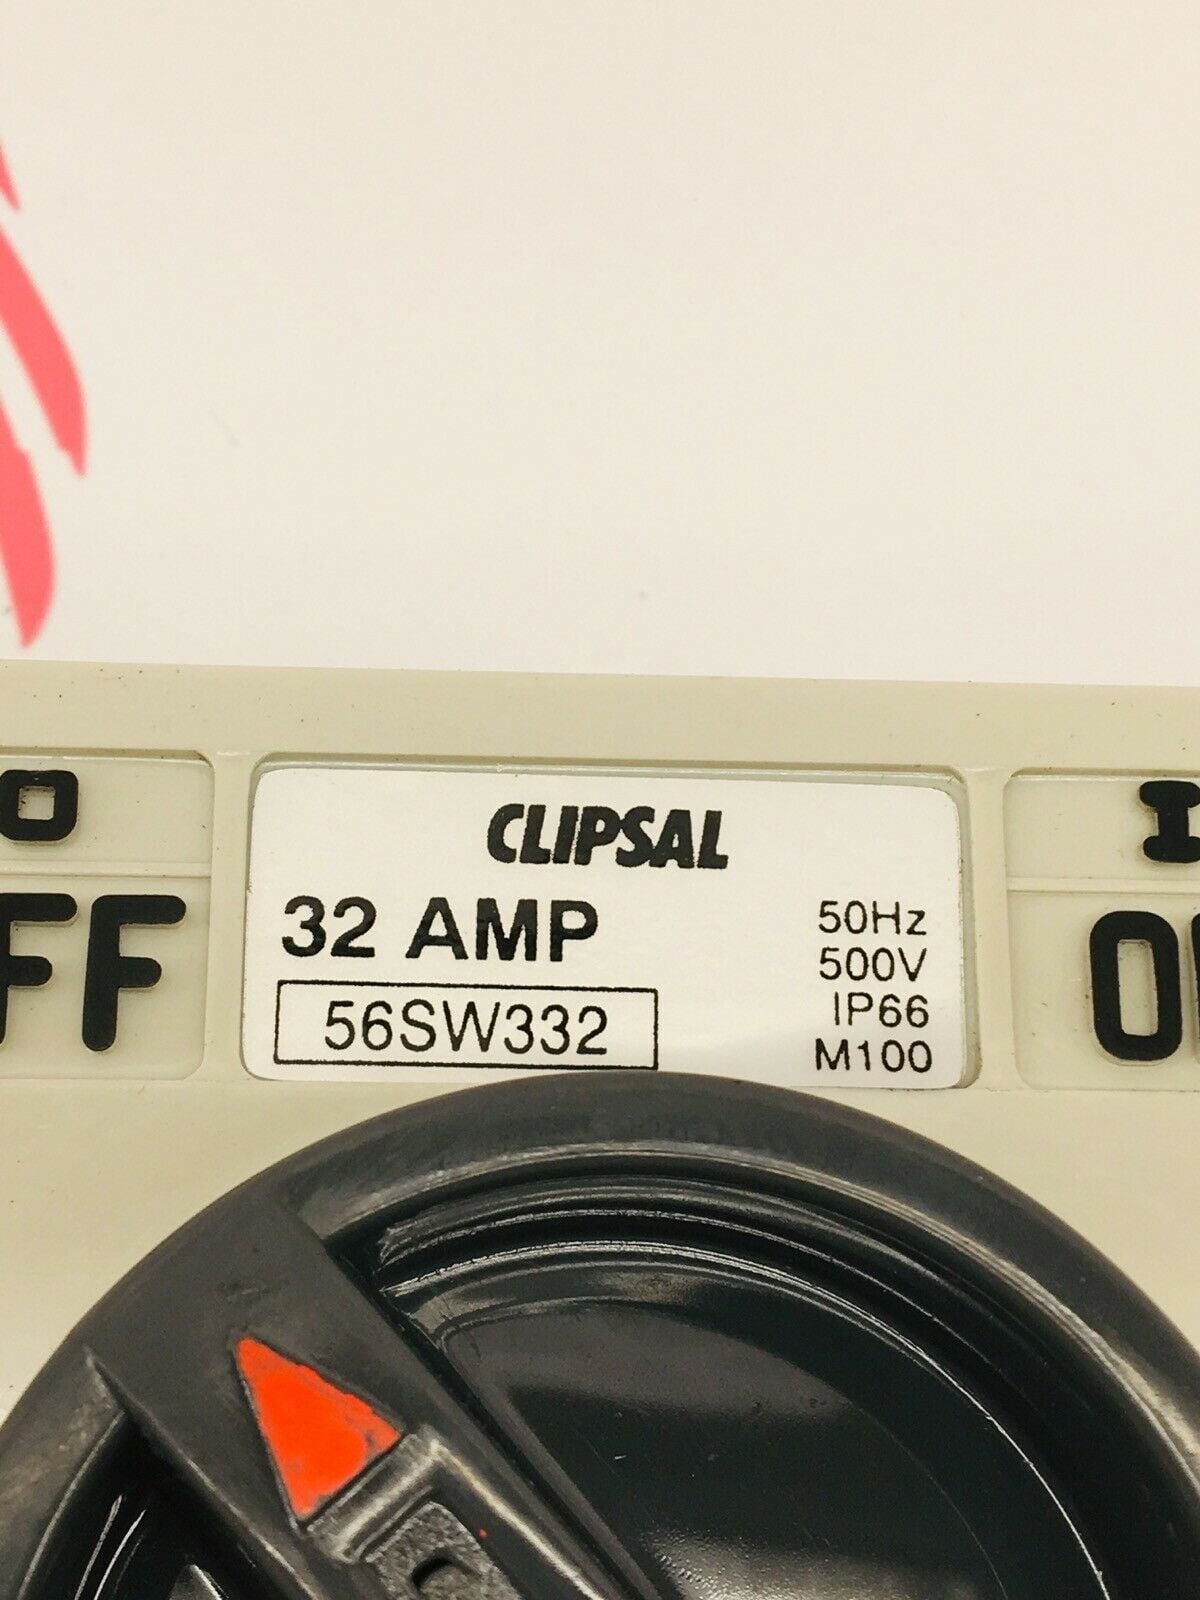 CLIPSAL
32 AMP
56SW332
50Hz
500V
IP66
M100
O
FF
I